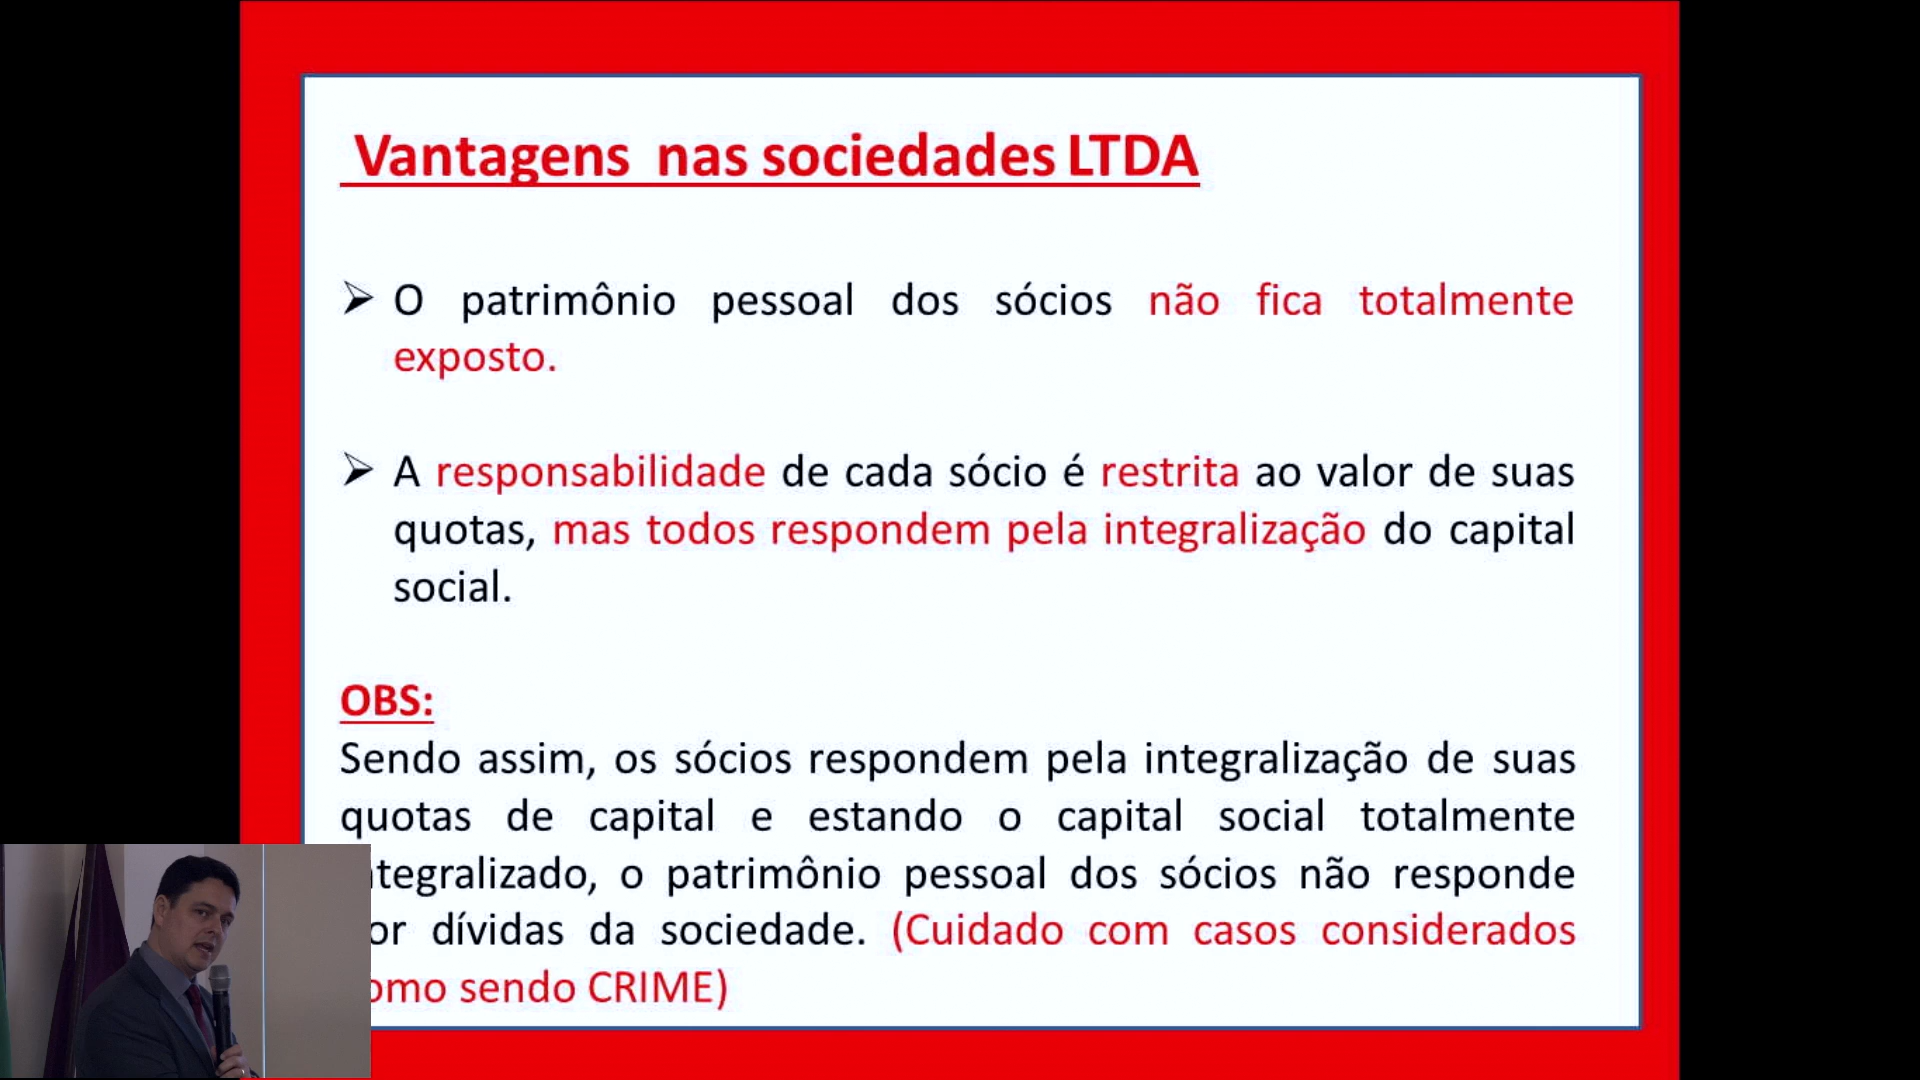 Vantagens nas sociedades LTDA
➢ O patrimônio pessoal dos sócios não fica totalmente
exposto.
➢ A responsabilidade de cada sócio é restrita ao valor de suas
quotas, mas todos respondem pela integralização do capital
social.
OBS:
Sendo assim, os sócios respondem pela integralização de suas
quotas de capital e estando o capital social totalmente
tegralizado, o patrimônio pessoal dos sócios não responde
or dívidas da sociedade. (Cuidado com casos considerados
omo sendo CRIME)